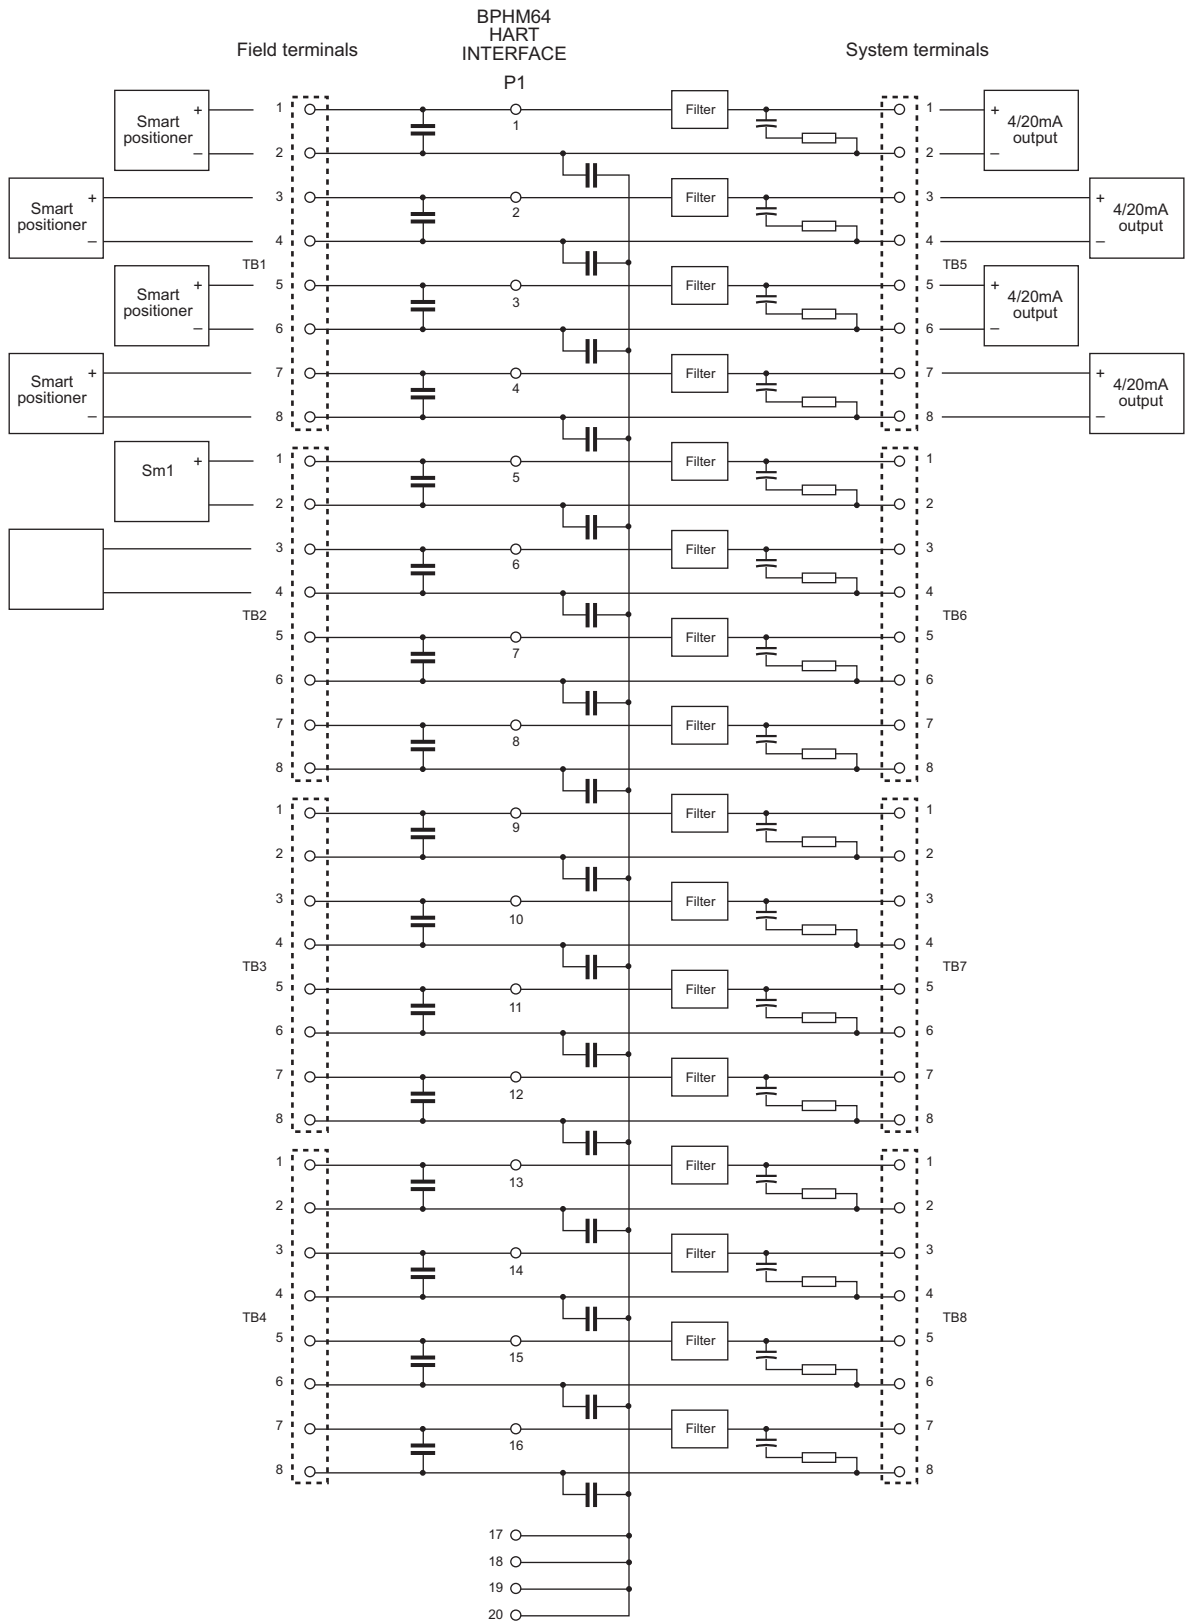 BPHM64
HART
INTERFACE
Field terminals
System terminals
P1
Smart
positioner
+
–
1
2
1
Filter
1
2
+
–
4/20mA
output
Smart
positioner
+
–
3
4
2
Filter
3
4
+
–
4/20mA
output
TB1
TB5
Smart
positioner
+
–
5
6
3
Filter
5
6
+
–
4/20mA
output
Smart
positioner
+
–
7
8
4
Filter
7
8
+
–
4/20mA
output
Sm1
+
1
2
5
Filter
1
2
3
4
6
Filter
3
4
TB2
TB6
5
6
7
Filter
5
6
7
8
8
Filter
7
8
1
2
9
Filter
1
2
3
4
10
Filter
3
4
TB3
TB7
5
6
11
Filter
5
6
7
8
12
Filter
7
8
1
2
13
Filter
1
2
3
4
14
Filter
3
4
TB4
TB8
5
6
15
Filter
5
6
7
8
16
Filter
7
8
17
18
19
20